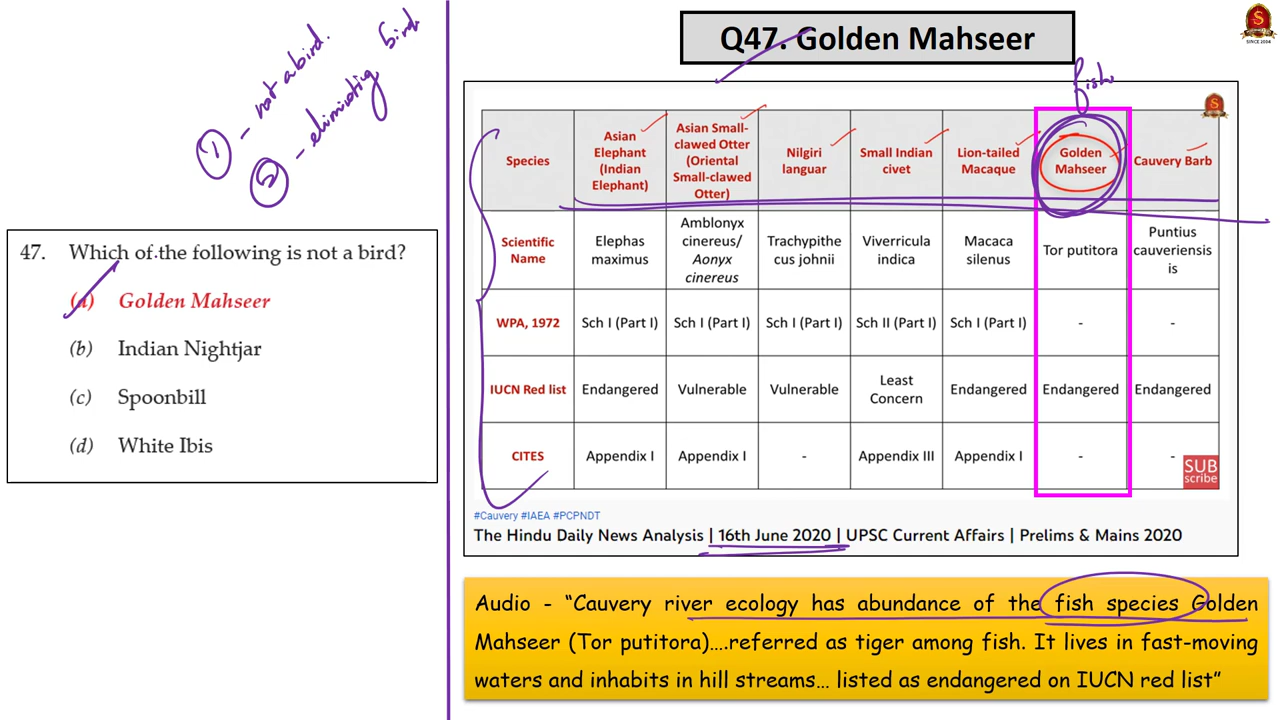 ① - not a bird.
② - eliminating bird
Q47. Golden Mahseer
S
SINCE 2004
47. Which of the following is not a bird?
(a) Golden Mahseer
(b) Indian Nightjar
(c) Spoonbill
(d) White Ibis
fish
S
Species
Asian
Elephant
(Indian
Elephant)
Asian Small-
clawed Otter
(Oriental
Small-clawed
Otter)
Nilgiri
languar
Small Indian
civet
Lion-tailed
Macaque
Golden
Mahseer
Cauvery Barb
Scientific
Name
Elephas
maximus
Amblonyx
cinereus/
Aonyx
cinereus
Trachypithe
cus johnii
Viverricula
indica
Macaca
silenus
Tor putitora
Puntius
cauveriensis
is
WPA, 1972
Sch I (Part I)
Sch I (Part I)
Sch I (Part I)
Sch II (Part I)
Sch I (Part I)
-
-
IUCN Red list
Endangered
Vulnerable
Vulnerable
Least
Concern
Endangered
Endangered
Endangered
CITES
Appendix I
Appendix I
-
Appendix III
Appendix I
-
-
SUB
scribe
#Cauvery #IAEA #PCPNDT
The Hindu Daily News Analysis | 16th June 2020 | UPSC Current Affairs | Prelims & Mains 2020
Audio - “Cauvery river ecology has abundance of the fish species Golden
Mahseer (Tor putitora)....referred as tiger among fish. It lives in fast-moving
waters and inhabits in hill streams... listed as endangered on IUCN red list”